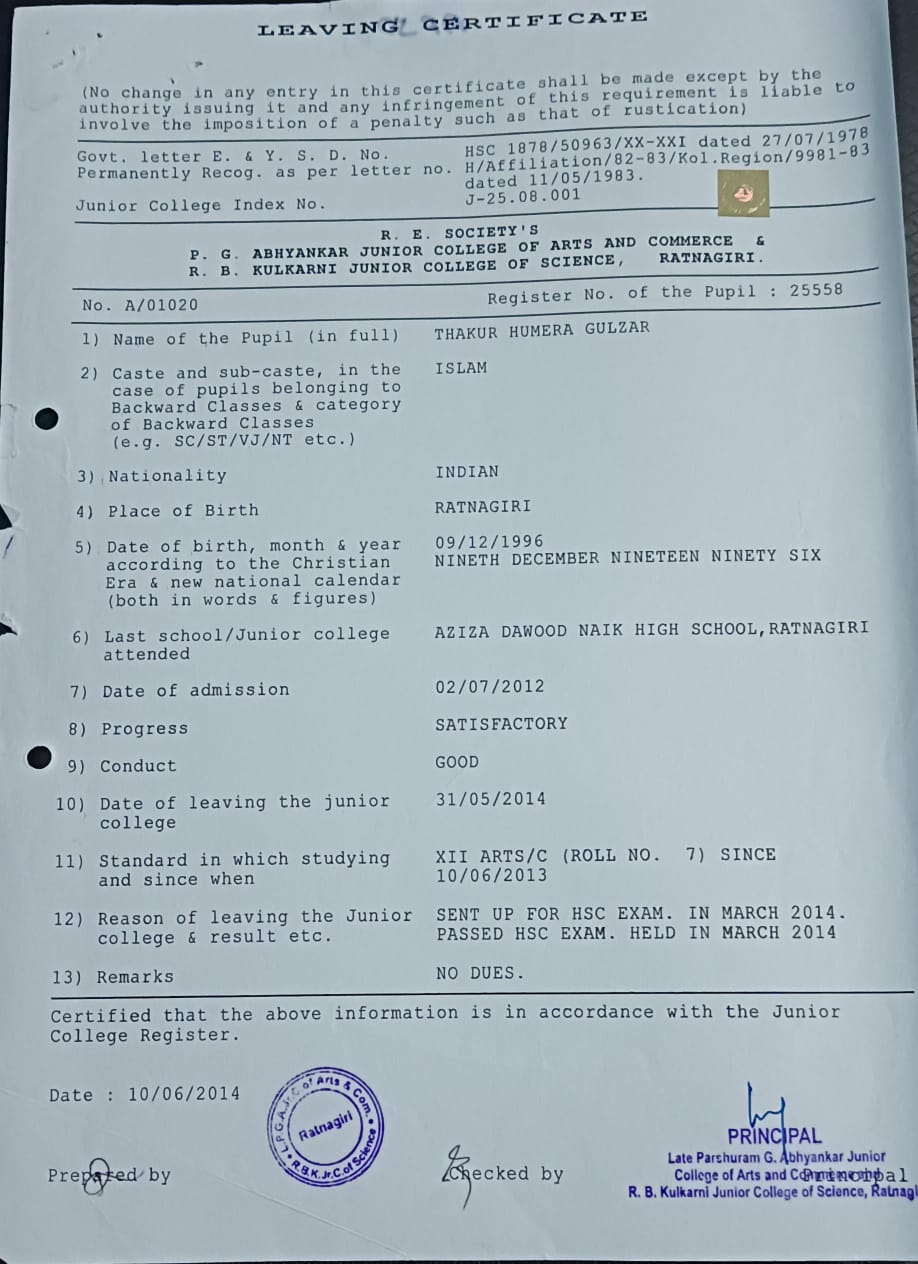 LEAVING CERTIFICATE
(No change in any entry in this certificate shall be made except by the
authority issuing it and any infringement of this requirement is liable to
involve the imposition of a penalty such as that of rustication)
Govt. letter E. & Y. S. D. No. HSC 1878/50963/XX-XXI dated 27/07/1978
Permanently Recog. as per letter no. H/Affiliation/82-83/Kol.Region/9981-83
dated 11/05/1983.
Junior College Index No. J-25.08.001
R. E. SOCIETY'S
P. G. ABHYANKAR JUNIOR COLLEGE OF ARTS AND COMMERCE &
R. B. KULKARNI JUNIOR COLLEGE OF SCIENCE, RATNAGIRI.
No. A/01020 Register No. of the Pupil : 25558
1) Name of the Pupil (in full) THAKUR HUMERA GULZAR
2) Caste and sub-caste, in the ISLAM
case of pupils belonging to
Backward Classes & category
of Backward Classes
(e.g. SC/ST/VJ/NT etc.)
3) Nationality INDIAN
4) Place of Birth RATNAGIRI
5) Date of birth, month & year 09/12/1996
according to the Christian NINETH DECEMBER NINETEEN NINETY SIX
Era & new national calendar
(both in words & figures)
6) Last school/Junior college AZIZA DAWOOD NAIK HIGH SCHOOL,RATNAGIRI
attended
7) Date of admission 02/07/2012
8) Progress SATISFACTORY
9) Conduct GOOD
10) Date of leaving the junior 31/05/2014
college
11) Standard in which studying XII ARTS/C (ROLL NO. 7) SINCE
and since when 10/06/2013
12) Reason of leaving the Junior SENT UP FOR HSC EXAM. IN MARCH 2014.
college & result etc. PASSED HSC EXAM. HELD IN MARCH 2014
13) Remarks NO DUES.
Certified that the above information is in accordance with the Junior
College Register.
Date : 10/06/2014
L.P.G.A.Jr.C of Arts & Com.
Ratnagiri
R.B.K.Jr.C.of Science
PRINCIPAL
Late Parshuram G. Abhyankar Junior
College of Arts and
R. B. Kulkarni Junior College of Science, Ratnagi
Prepared by Checked by